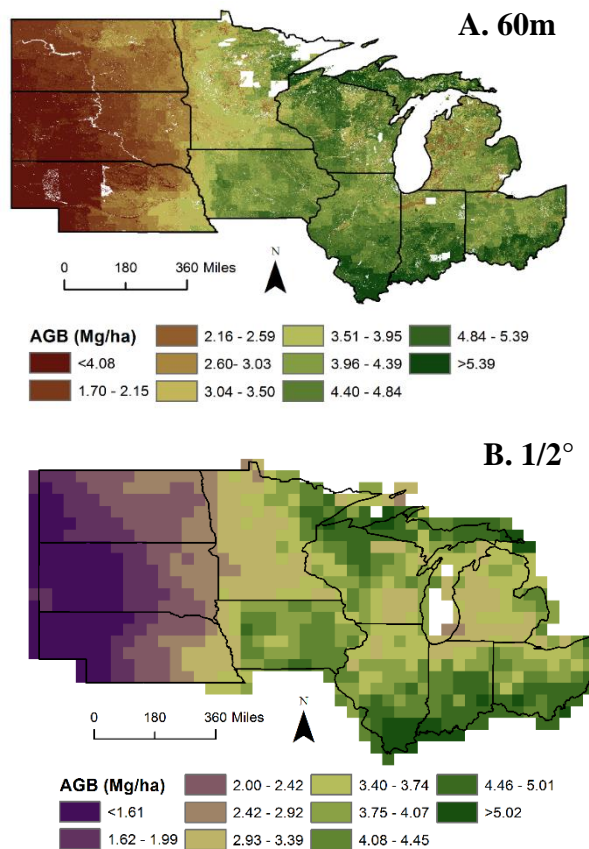 A. 60m
N
0 180 360 Miles
AGB (Mg/ha)
<4.08
1.70 - 2.15
2.16 - 2.59
2.60- 3.03
3.04 - 3.50
3.51 - 3.95
3.96 - 4.39
4.40 - 4.84
4.84 - 5.39
>5.39
B. 1/2°
N
0 180 360 Miles
AGB (Mg/ha)
<1.61
1.62 - 1.99
2.00 - 2.42
2.42 - 2.92
2.93 - 3.39
3.40 - 3.74
3.75 - 4.07
4.08 - 4.45
4.46 - 5.01
>5.02